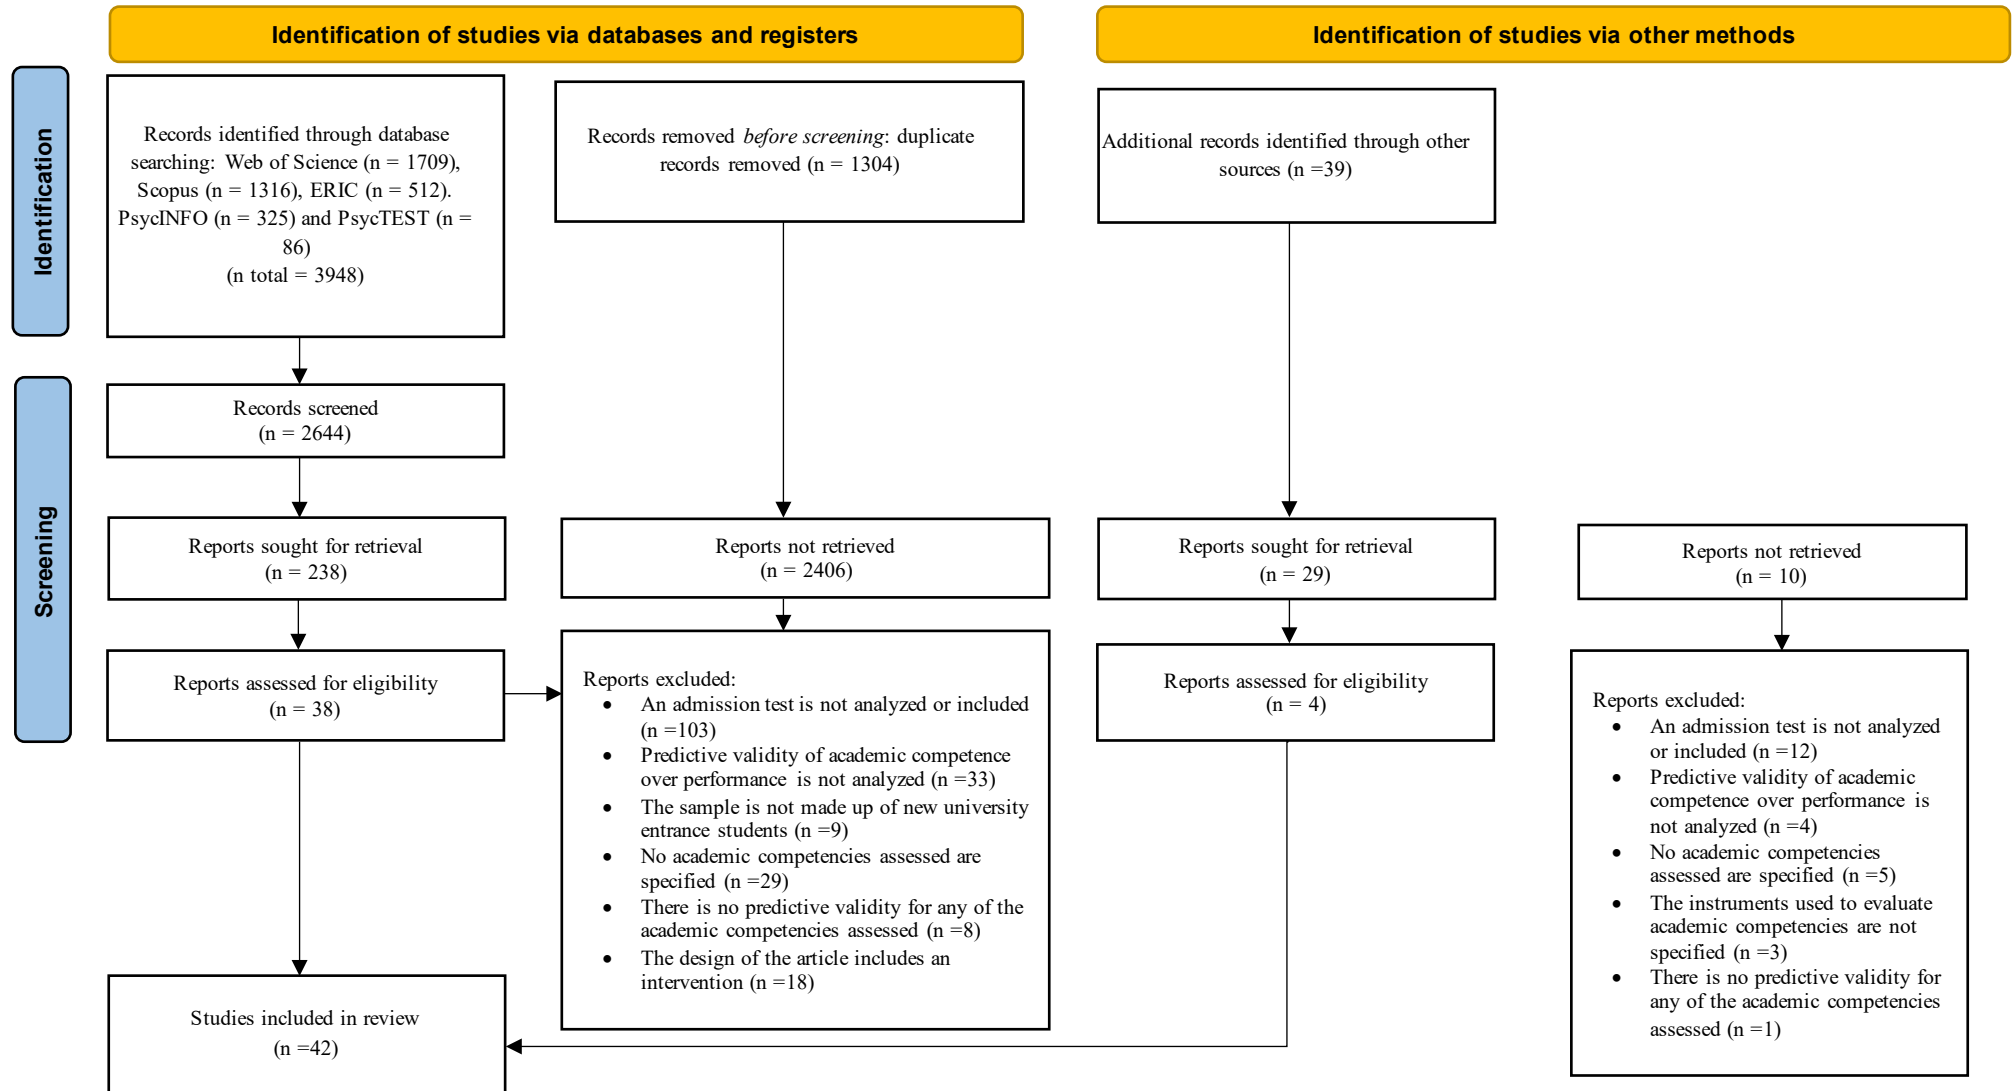 Identification of studies via databases and registers
Identification of studies via other methods
Identification
Records identified through database
searching: Web of Science (n = 1709),
Scopus (n = 1316), ERIC (n = 512).
PsycINFO (n = 325) and PsycTEST (n =
86)
(n total = 3948)
Records removed before screening: duplicate
records removed (n = 1304)
Additional records identified through other
sources (n =39)
Screening
Records screened
(n = 2644)
Reports sought for retrieval
(n = 238)
Reports not retrieved
(n = 2406)
Reports sought for retrieval
(n = 29)
Reports not retrieved
(n = 10)
Reports assessed for eligibility
(n = 38)
Reports excluded:
• An admission test is not analyzed or included
(n =103)
• Predictive validity of academic competence
over performance is not analyzed (n =33)
• The sample is not made up of new university
entrance students (n =9)
• No academic competencies assessed are
specified (n =29)
• There is no predictive validity for any of the
academic competencies assessed (n =8)
• The design of the article includes an
intervention (n =18)
Reports assessed for eligibility
(n = 4)
Reports excluded:
• An admission test is not analyzed
or included (n =12)
• Predictive validity of academic
competence over performance is
not analyzed (n =4)
• No academic competencies
assessed are specified (n =5)
• The instruments used to evaluate
academic competencies are not
specified (n =3)
• There is no predictive validity for
any of the academic competencies
assessed (n =1)
Studies included in review
(n =42)